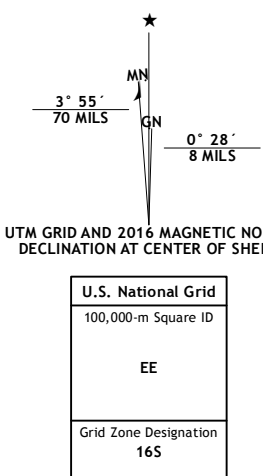 ★
MN
3° 55´
70 MILS
GN
0° 28´
8 MILS
UTM GRID AND 2016 MAGNETIC NO
DECLINATION AT CENTER OF SHE
U.S. National Grid
100,000-m Square ID
EE
Grid Zone Designation
16S